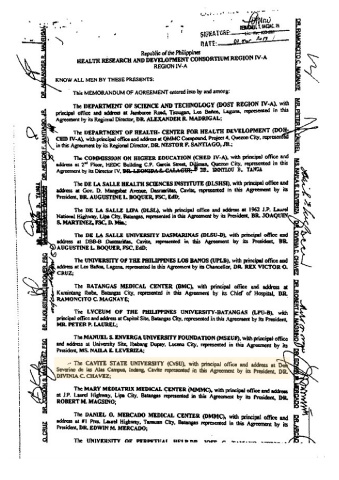 SIGNATURE
DATE:
Republic of the Philippines
HEALTH RESEARCH AND DEVELOPMENT CONSORTIUM REGION IV-A
REGION IV-A
KNOW ALL MEN BY THESE PRESENTS:
This MEMORANDUM OF AGREEMENT entered into by and among:
The DEPARTMENT OF SCIENCE AND TECHNOLOGY (DOST REGION IV-A), with
principal office and address at Jamboree Road, Timugan, Los Baños, Laguna, represented in this
Agreement by its Regional Director, DR. ALEXANDER R. MADRIGAL;
The DEPARTMENT OF HEALTH- CENTER FOR HEALTH DEVELOPMENT (DOH-
CHD IV-A), with principal office and address at QMMC Compound, Project 4, Quezon City, represented
in this Agreement by its Regional Director, DR. NESTOR F. SANTIAGO, JR.;
The COMMISSION ON HIGHER EDUCATION (CHED IV-A), with principal office and
address at 2nd Floor, HEDC Building C.P. Garcia Street, Diliman, Quezon City represented in this
Agreement by its Director IV,
The DE LA SALLE HEALTH SCIENCES INSTITUTE (DLSHSI), with principal office and
address at Gov. D. Mangubat Avenue, Dasmariñas, Cavite, represented in this Agreement by its
President, BR. AUGUSTINE L. BOQUER, FSC, EdD;
The DE LA SALLE LIPA (DLSL), with principal office and address at 1962 J.P. Laurel
National Highway, Lipa City, Batangas, represented in this Agreement by its President, BR. JOAQUIN
S. MARTINEZ, FSC, D. Min.;
The DE LA SALLE UNIVERSITY DASMARINAS (DLSU-D), with principal office and
address at DBB-B Dasmariñas, Cavite, represented in this Agreement by its President, BR.
AUGUSTINE L. BOQUER, FSC, EdD;
The UNIVERSITY OF THE PHILIPPINES LOS BAÑOS (UPLB), with principal office and
address at Los Baños, Laguna, represented in this Agreement by its Chancellor, DR. REX VICTOR O.
CRUZ;
The BATANGAS MEDICAL CENTER (BMC), with principal office and address at
Kumintang Ibaba, Batangas City, represented in this Agreement by its Chief of Hospital, DR.
RAMONCITO C. MAGNAYE;
The LYCEUM OF THE PHILIPPINES UNIVERSITY-BATANGAS (LPU-B), with
principal office and address at Capitol Site, Batangas City, represented in this Agreement by its President,
MR. PETER P. LAUREL;
The MANUEL S. ENVERGA UNIVERSITY FOUNDATION (MSEUF), with principal office
and address at University Site, Ibabang Dupay, Lucena City, represented in this Agreement by its
President, MS. NAILA E. LEVERIZA;
The CAVITE STATE UNIVERSITY (CvSU), with principal office and address at Don
Severino de las Alas Campus, Indang, Cavite represented in this Agreement by its President, DR.
DIVINIA C. CHAVEZ;
The MARY MEDIATRIX MEDICAL CENTER (MMMC), with principal office and address
at J.P. Laurel Highway, Lipa City, Batangas represented in this Agreement by its President, DR.
ROBERT M. MAGSINO;
The DANIEL O. MERCADO MEDICAL CENTER (DMMC), with principal office and
address at #1 Pres. Laurel Highway, Tanauan City, Batangas represented in this Agreement by its
President, DR. EDWIN M. MERCADO;
The UNIVERSITY OF PERPETUAL HELP
DR. RAMONCITO C. MAGNAYE